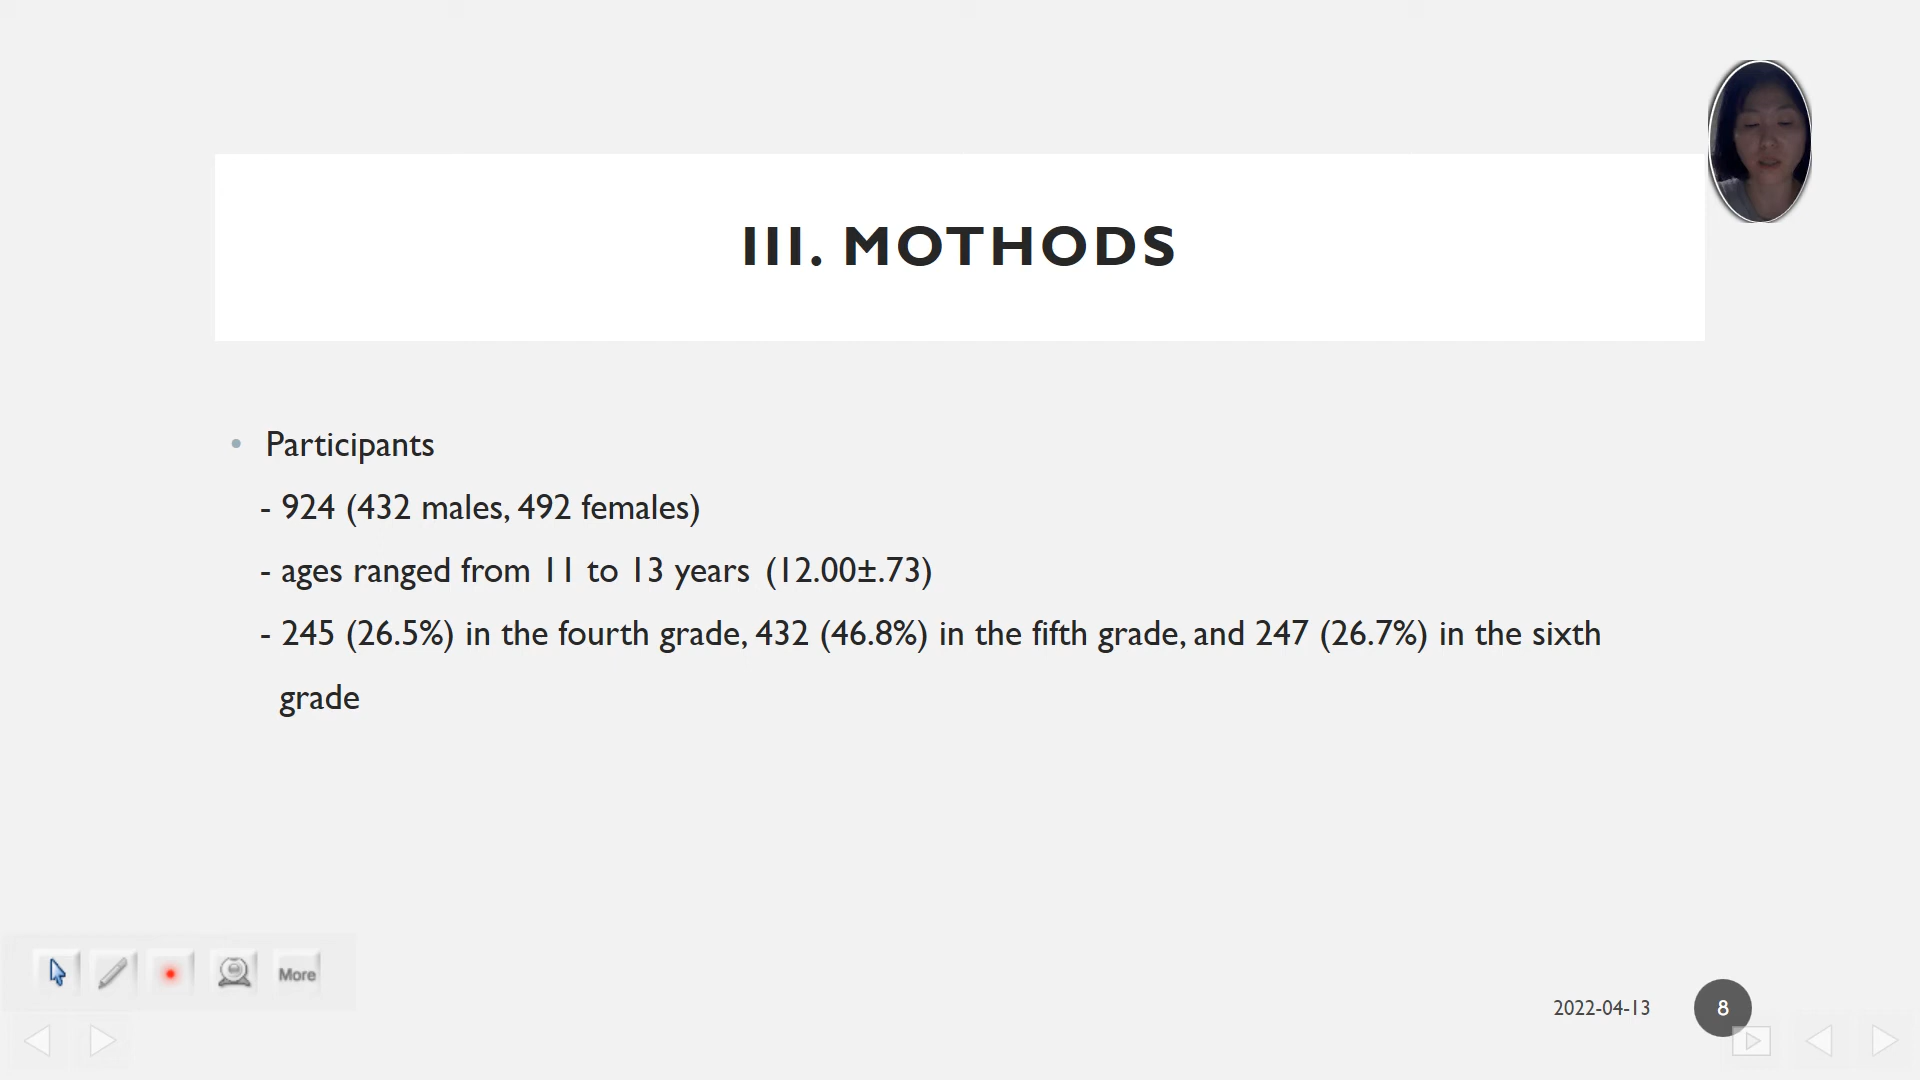 III. MOTHODS
• Participants
- 924 (432 males, 492 females)
- ages ranged from 11 to 13 years (12.00±.73)
- 245 (26.5%) in the fourth grade, 432 (46.8%) in the fifth grade, and 247 (26.7%) in the sixth
grade
More
2022-04-13
8